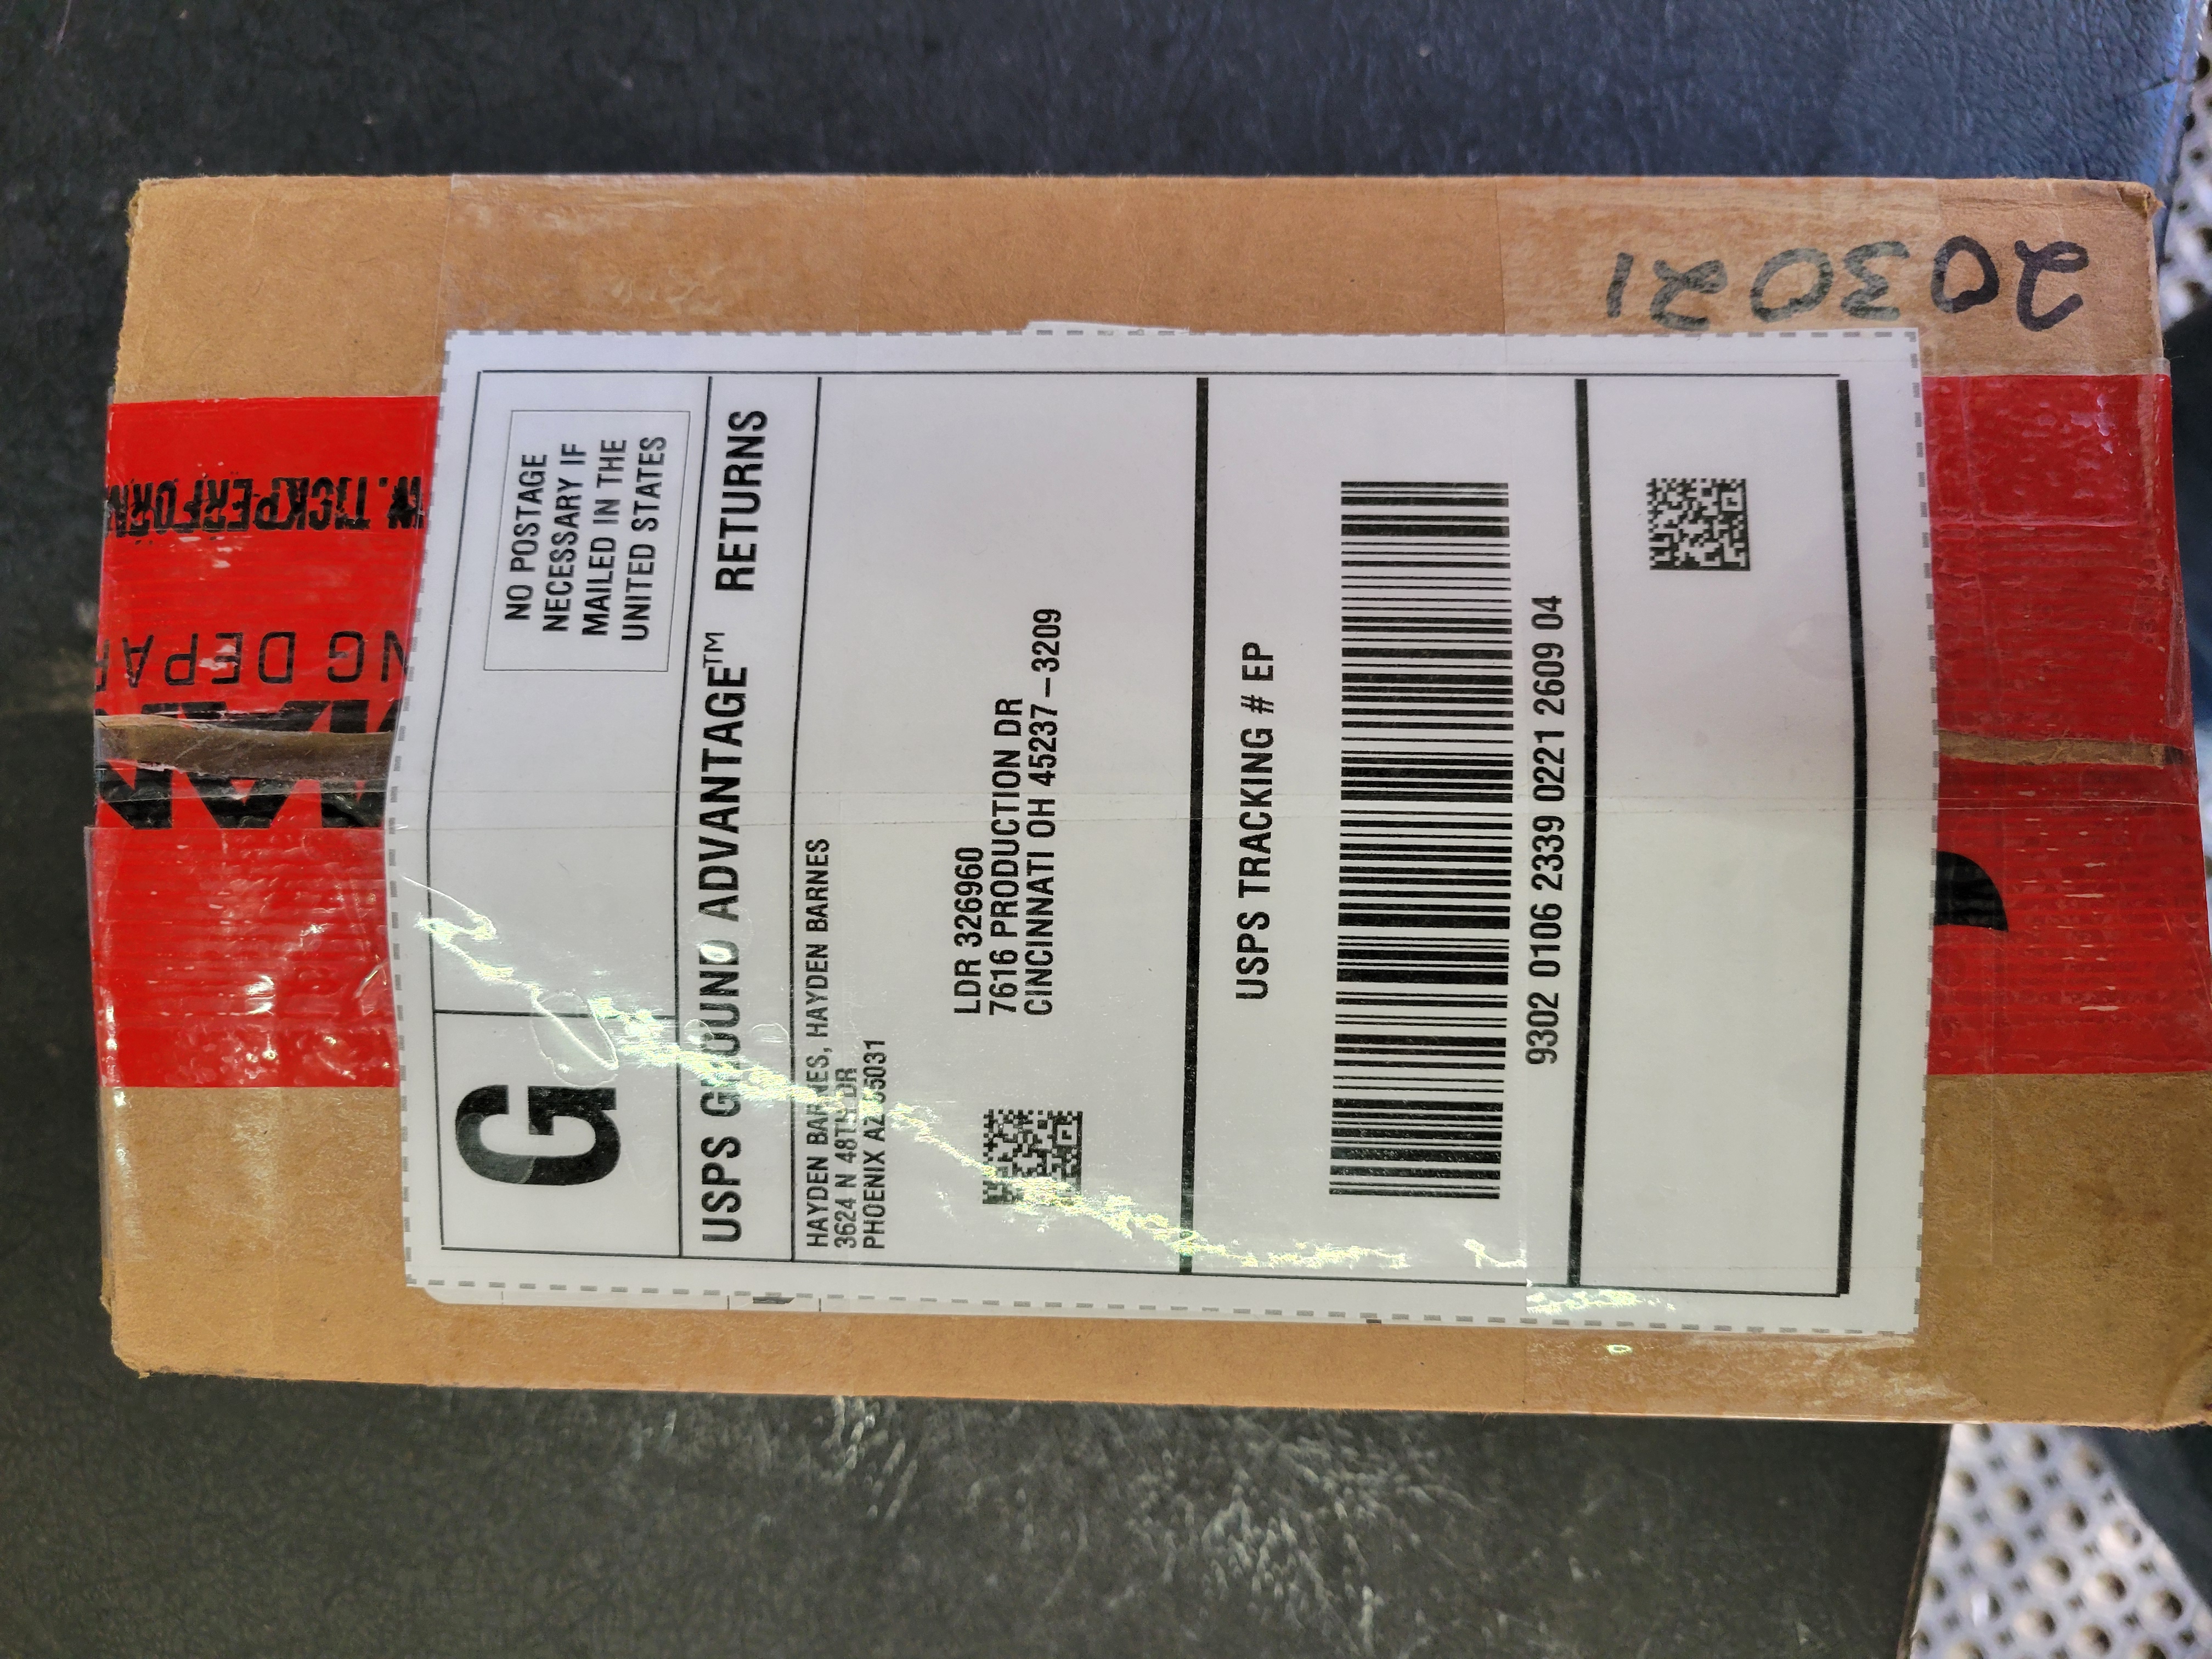 G
NO POSTAGE
NECESSARY IF
MAILED IN THE
UNITED STATES
USPS GROUND ADVANTAGE™ RETURNS
HAYDEN BARNES, HAYDEN BARNES
3624 N 48TH DR
PHOENIX AZ 85031
LDR 326960
7616 PRODUCTION DR
CINCINNATI OH 45237-3209
USPS TRACKING # EP
9302 0106 2339 0221 2609 04
203021
W.TICKPERFORM
NG DEPAR